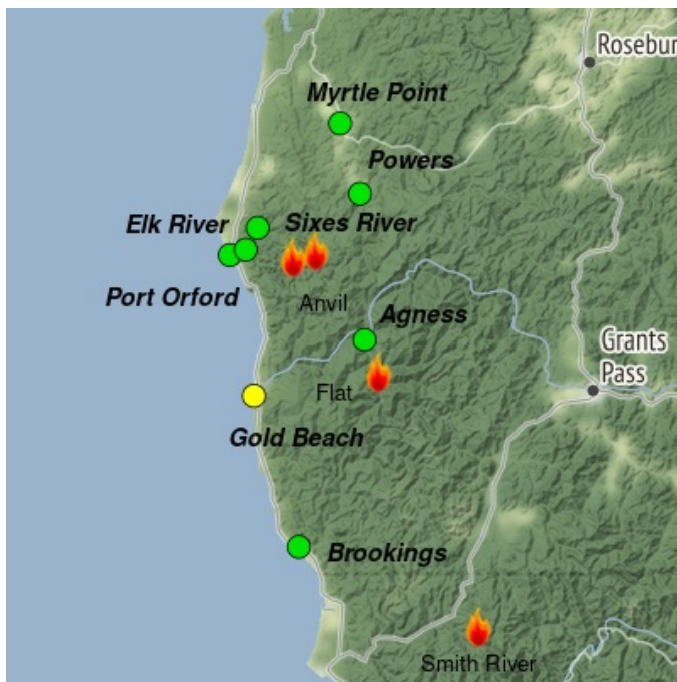 Rosebur
Myrtle Point
Powers
Elk River
Sixes River
Port Orford
Anvil
Agness
Grants
Pass
Flat
Gold Beach
Brookings
Smith River